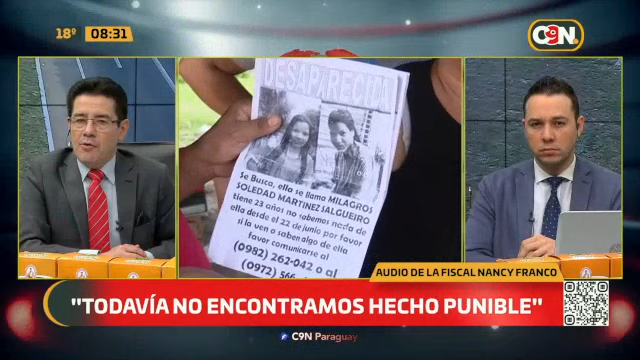 18º 08:31
C9N
DESAPARECIDA
Se Busca, ella se llama MILAGROS
SOLEDAD MARTINEZ SALGUEIRO
tiene 23 años no sabemos nada de
ella desde el 22 de junio por favor
si la ven o saben algo de ella
favor comunicarse al
(0982) 262-042 o al
(0972) 566
AUDIO DE LA FISCAL NANCY FRANCO
"TODAVÍA NO ENCONTRAMOS HECHO PUNIBLE"
C9N Paraguay